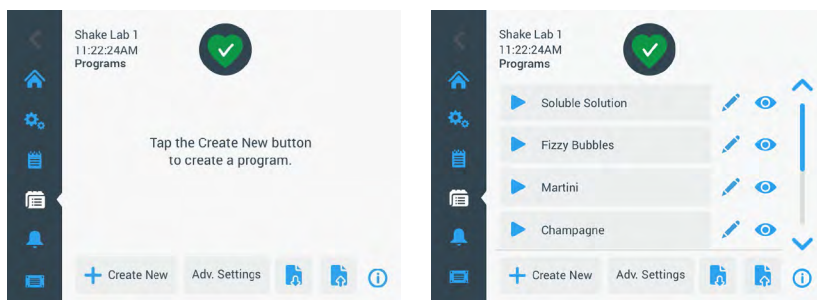 Shake Lab 1
11:22:24AM
Programs
Tap the Create New button
to create a program.
Create New
Adv. Settings
Shake Lab 1
11:22:24AM
Programs
Soluble Solution
Fizzy Bubbles
Martini
Champagne
Create New
Adv. Settings